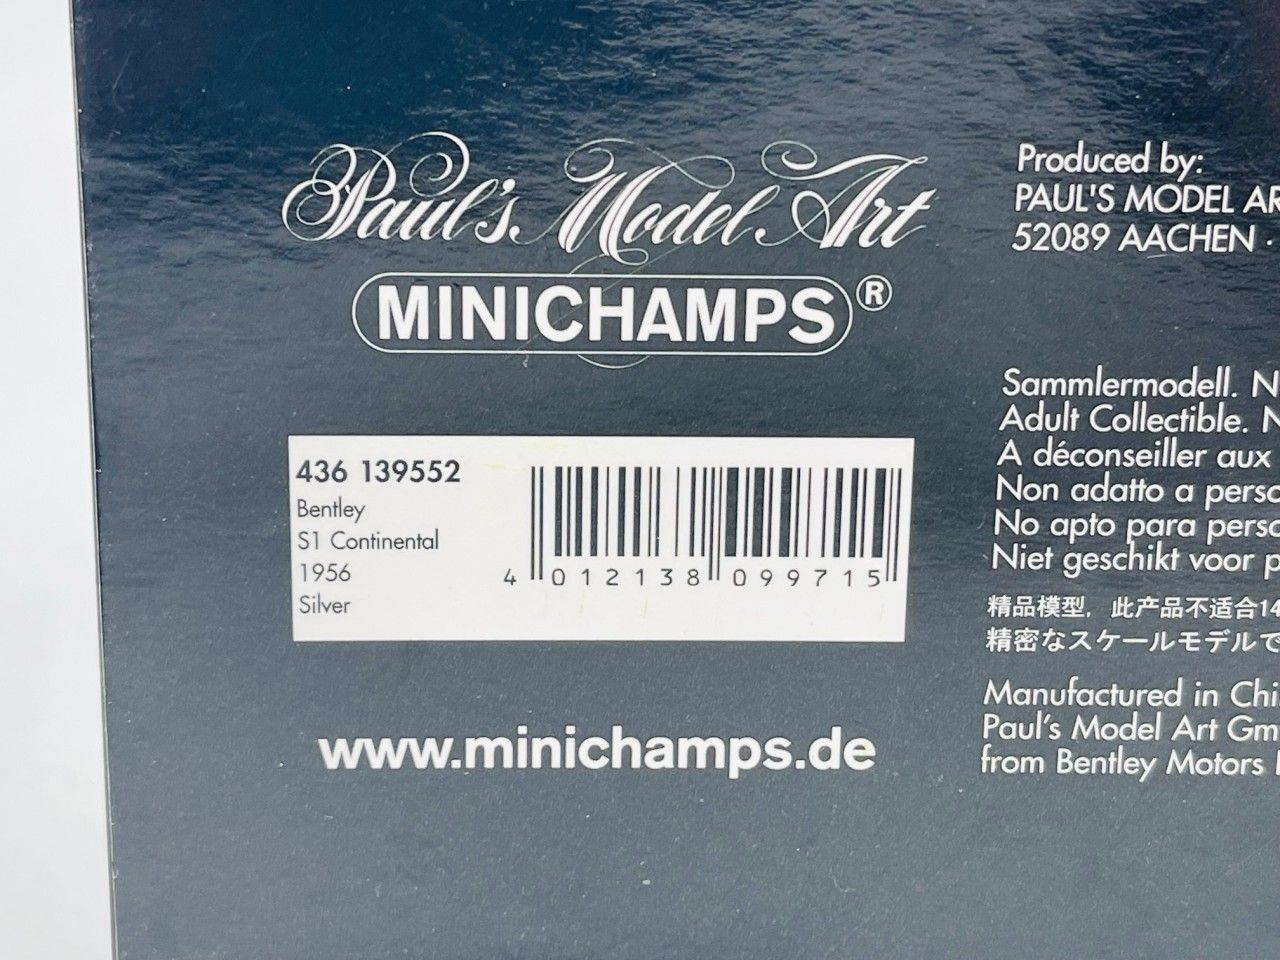 Paul's Model Art
MINICHAMPS®
436 139552
Bentley
S1 Continental
1956
Silver
4 012138 099715
www.minichamps.de
Produced by:
PAUL'S MODEL AR
52089 AACHEN ·
Sammlermodell. N
Adult Collectible. N
A déconseiller aux
Non adatto a perso
No apto para perso
Niet geschikt voor p
精品模型，此产品不适合14
精密なスケールモデルで
Manufactured in Chi
Paul's Model Art Gm
from Bentley Motors